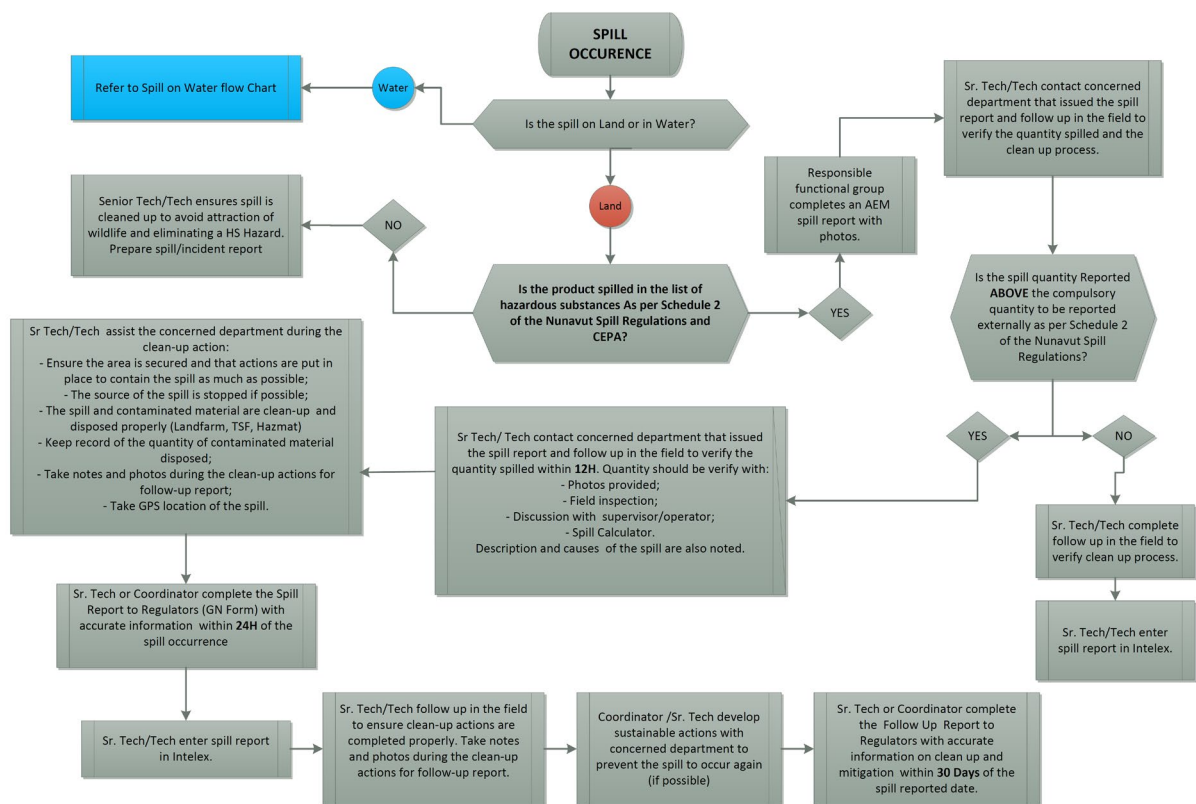 SPILL
OCCURENCE
Refer to Spill on Water flow Chart
Water
Is the spill on Land or in Water?
Land
Senior Tech/Tech ensures spill is
cleaned up to avoid attraction of
wildlife and eliminating a HS Hazard.
Prepare spill/incident report
NO
Is the product spilled in the list of
hazardous substances As per Schedule 2
of the Nunavut Spill Regulations and
CEPA?
YES
Responsible
functional group
completes an AEM
spill report with
photos.
Sr. Tech/Tech contact concerned
department that issued the spill
report and follow up in the field to
verify the quantity spilled and the
clean up process.
Is the spill quantity Reported
ABOVE the compulsory
quantity to be reported
externally as per Schedule 2
of the Nunavut Spill
Regulations?
YES
NO
Sr. Tech/Tech complete
follow up in the field to
verify clean up process.
Sr. Tech/Tech enter
spill report in Intelex.
Sr Tech/ Tech contact concerned department that issued
the spill report and follow up in the field to verify the
quantity spilled within 12H. Quantity should be verify with:
- Photos provided;
- Field inspection;
- Discussion with supervisor/operator;
- Spill Calculator.
Description and causes of the spill are also noted.
Sr Tech/Tech assist the concerned department during the
clean-up action:
- Ensure the area is secured and that actions are put in
place to contain the spill as much as possible;
- The source of the spill is stopped if possible;
- The spill and contaminated material are clean-up and
disposed properly (Landfarm, TSF, Hazmat)
- Keep record of the quantity of contaminated material
disposed;
- Take notes and photos during the clean-up actions for
follow-up report;
- Take GPS location of the spill.
Sr. Tech or Coordinator complete the Spill
Report to Regulators (GN Form) with
accurate information within 24H of the
spill occurrence
Sr. Tech/Tech enter spill report
in Intelex.
Sr. Tech/Tech follow up in the field
to ensure clean-up actions are
completed properly. Take notes
and photos during the clean-up
actions for follow-up report.
Coordinator /Sr. Tech develop
sustainable actions with
concerned department to
prevent the spill to occur again
(if possible)
Sr. Tech or Coordinator complete
the Follow Up Report to
Regulators with accurate
information on clean up and
mitigation within 30 Days of the
spill reported date.